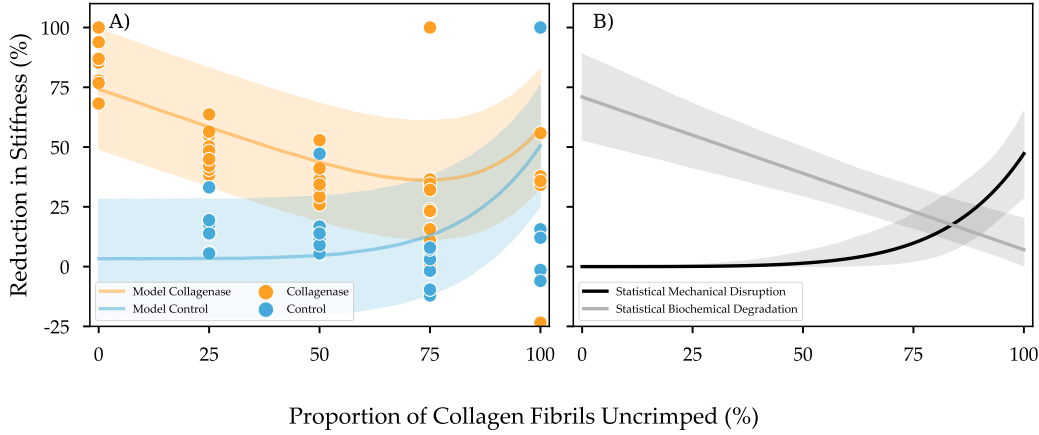 A)
B)
Reduction in Stiffness (%)
100
75
50
25
0
-25
Model Collagenase
Model Control
Collagenase
Control
Statistical Mechanical Disruption
Statistical Biochemical Degradation
0 25 50 75 100
0 25 50 75 100
Proportion of Collagen Fibrils Uncrimped (%)